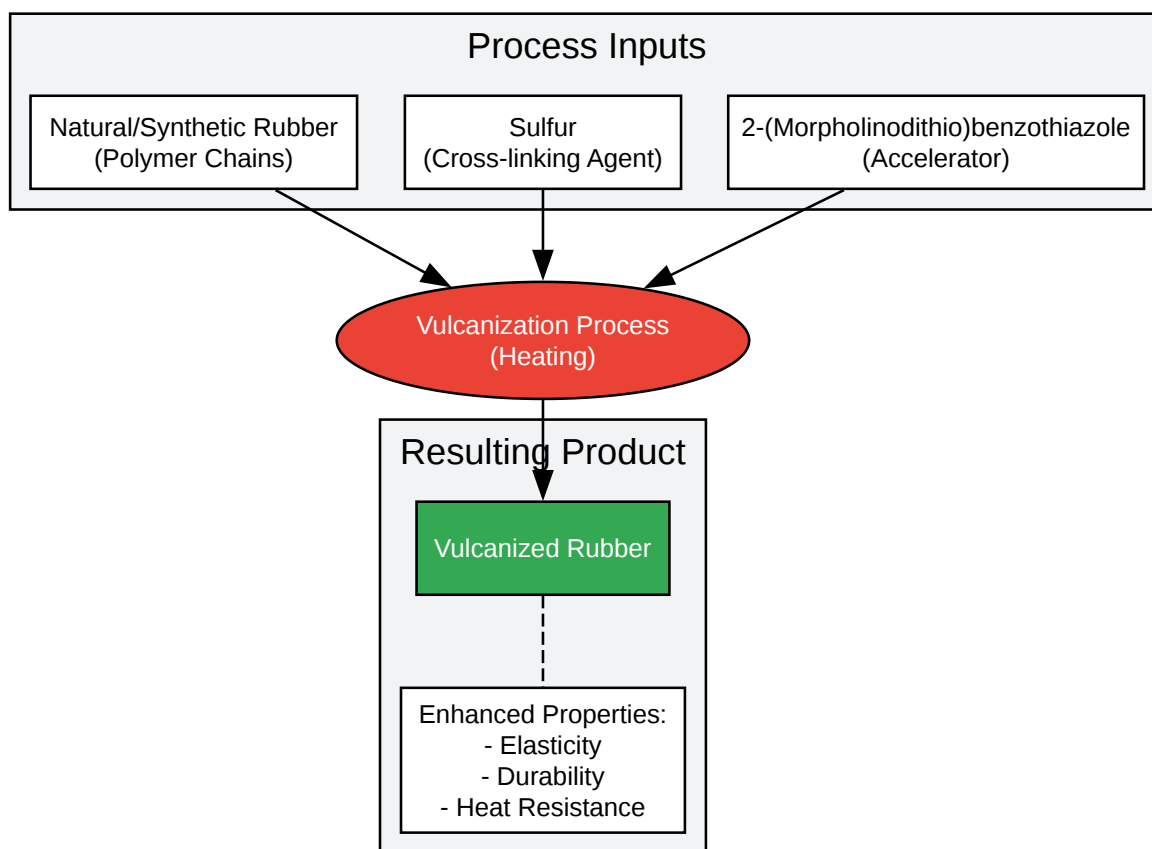 Process Inputs
Natural/Synthetic Rubber
(Polymer Chains)
Sulfur
(Cross-linking Agent)
2-(Morpholinodithio)benzothiazole
(Accelerator)
Vulcanization Process
(Heating)
Resulting Product
Vulcanized Rubber
Enhanced Properties:
- Elasticity
- Durability
- Heat Resistance